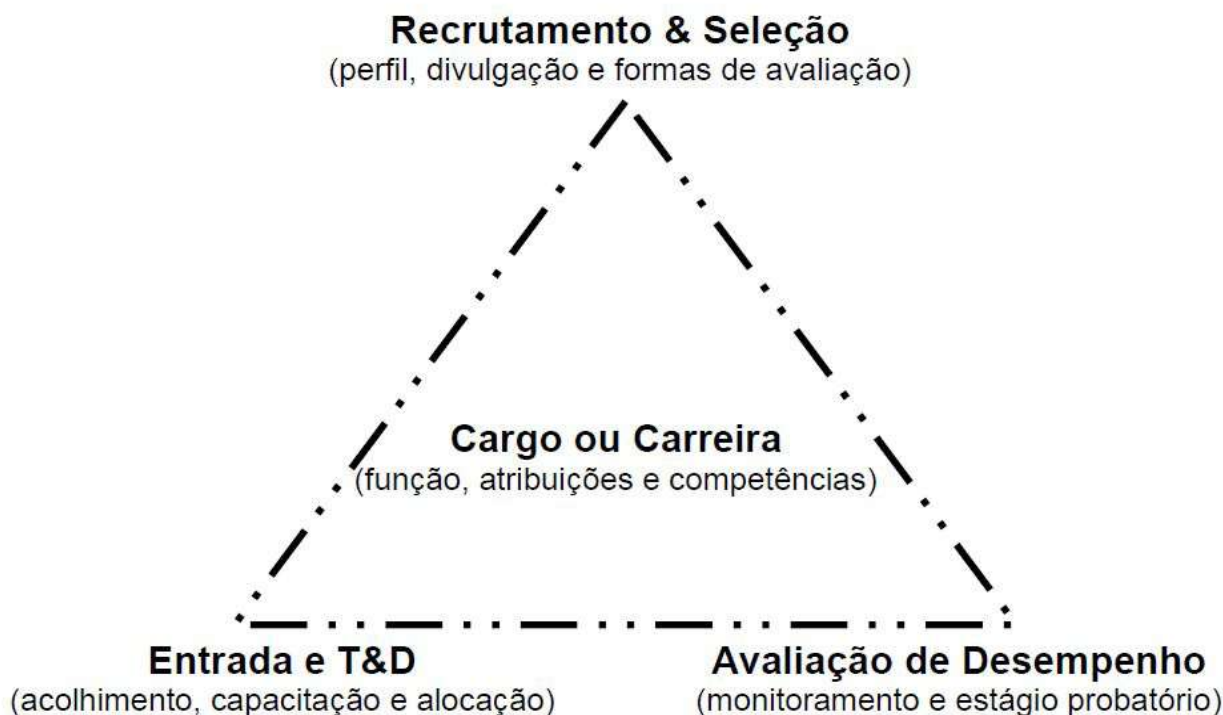 Recrutamento & Seleção
(perfil, divulgação e formas de avaliação)
Cargo ou Carreira
(função, atribuições e competências)
Entrada e T&D
(acolhimento, capacitação e alocação)
Avaliação de Desempenho
(monitoramento e estágio probatório)